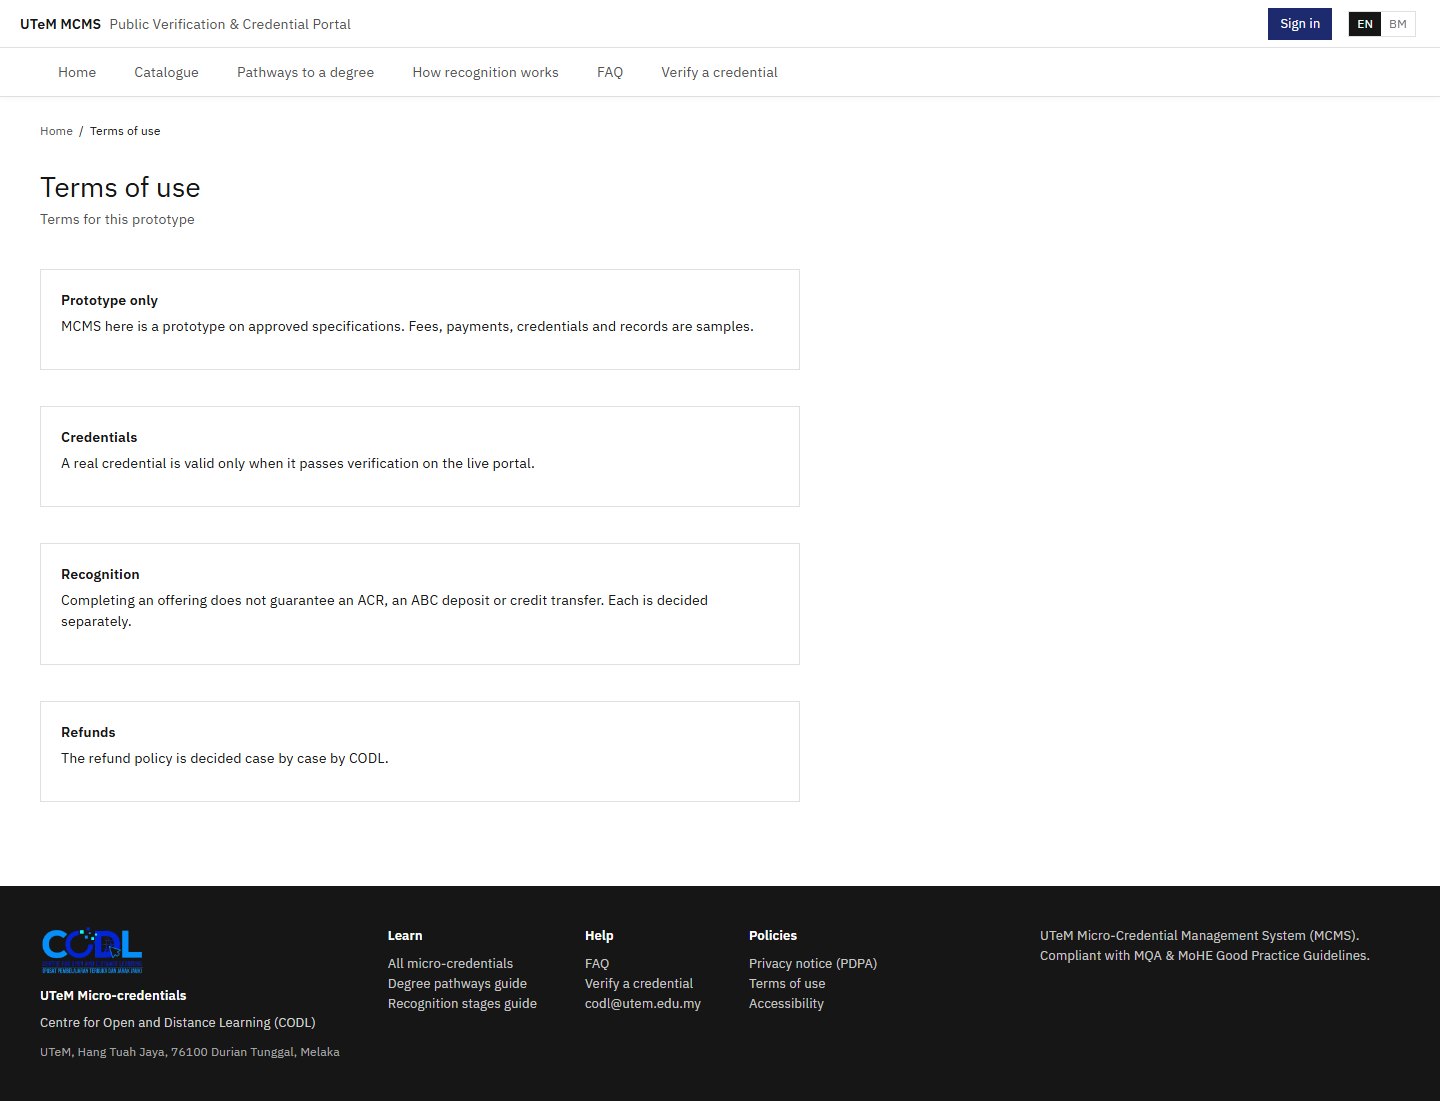 UTeM MCMS Public Verification & Credential Portal
Sign in
EN BM
Home Catalogue Pathways to a degree How recognition works FAQ Verify a credential
Home / Terms of use
Terms of use
Terms for this prototype
Prototype only
MCMS here is a prototype on approved specifications. Fees, payments, credentials and records are samples.
Credentials
A real credential is valid only when it passes verification on the live portal.
Recognition
Completing an offering does not guarantee an ACR, an ABC deposit or credit transfer. Each is decided
separately.
Refunds
The refund policy is decided case by case by CODL.
CODL
UTeM Micro-credentials
Centre for Open and Distance Learning (CODL)
UTeM, Hang Tuah Jaya, 76100 Durian Tunggal, Melaka
Learn
All micro-credentials
Degree pathways guide
Recognition stages guide
Help
FAQ
Verify a credential
codl@utem.edu.my
Policies
Privacy notice (PDPA)
Terms of use
Accessibility
UTeM Micro-Credential Management System (MCMS).
Compliant with MQA & MoHE Good Practice Guidelines.